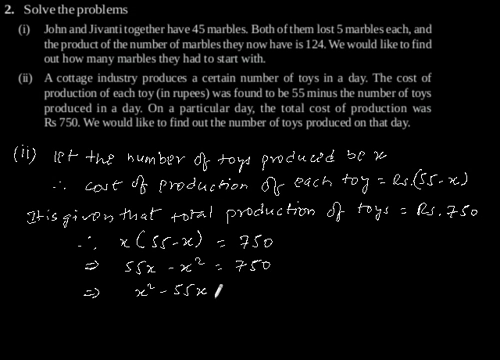 2. Solve the problems
(i) John and Jivanti together have 45 marbles. Both of them lost 5 marbles each, and
the product of the number of marbles they now have is 124. We would like to find
out how many marbles they had to start with.
(ii) A cottage industry produces a certain number of toys in a day. The cost of
production of each toy (in rupees) was found to be 55 minus the number of toys
produced in a day. On a particular day, the total cost of production was
Rs 750. We would like to find out the number of toys produced on that day.
(ii) let the number of toys produced be x
∴ cost of production of each toy = Rs.(55-x)
It is given that total production of toys = Rs. 750
∴ x(55-x) = 750
⇒ 55x - x² = 750
⇒ x² - 55x